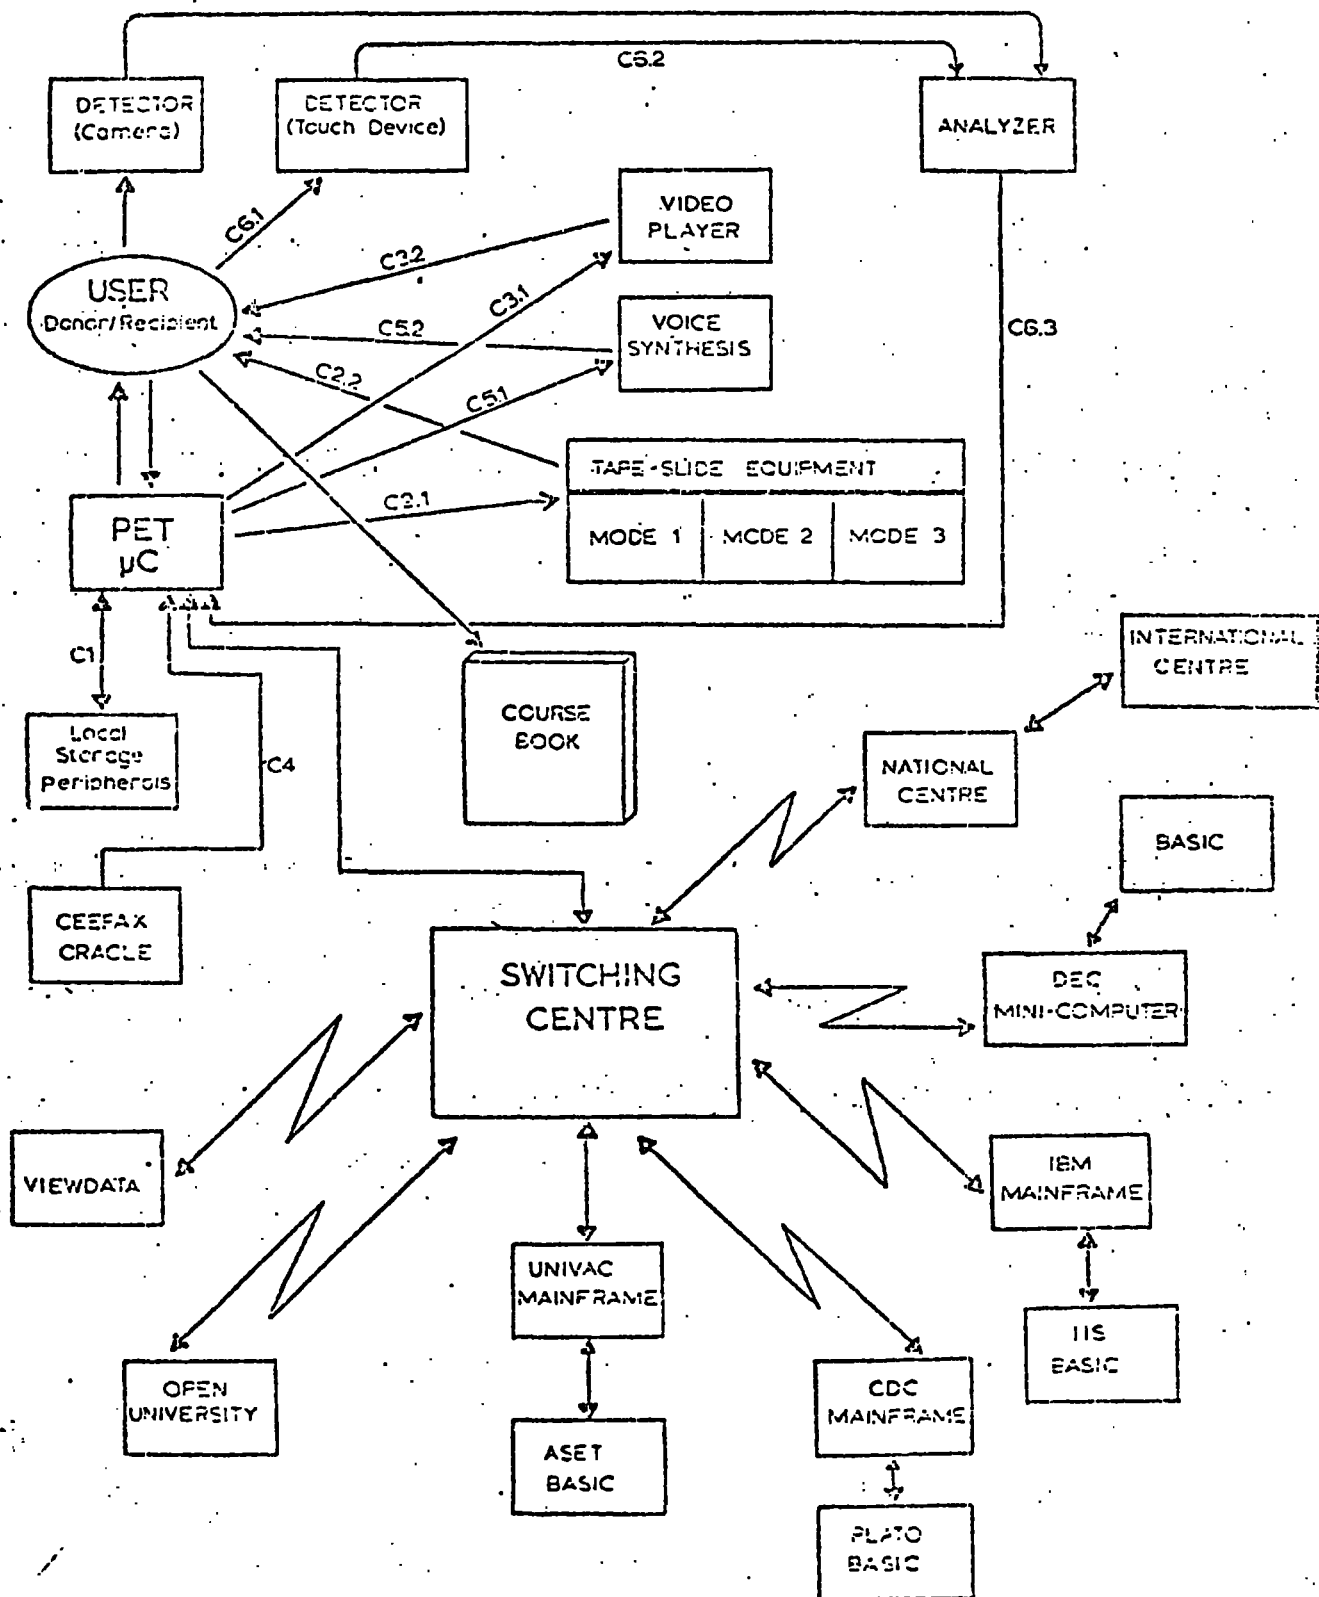 C6.2
DETECTOR
(Camera)
DETECTOR
(Touch Device)
ANALYZER
C6.1
VIDEO
PLAYER
C3.2
USER
Donor/Recipient
C3.1
C5.2
VOICE
SYNTHESIS
C6.3
C2.2
C5.1
TAPE-SLIDE EQUIPMENT
C2.1
MODE 1
MODE 2
MODE 3
PET
µC
C1
INTERNATIONAL
CENTRE
COURSE
BOOK
Local
Storage
Peripherals
C4
NATIONAL
CENTRE
BASIC
CEEFAX
ORACLE
SWITCHING
CENTRE
DEC
MINI-COMPUTER
VIEWDATA
IBM
MAINFRAME
UNIVAC
MAINFRAME
IIS
BASIC
OPEN
UNIVERSITY
CDC
MAINFRAME
ASET
BASIC
PLATO
BASIC